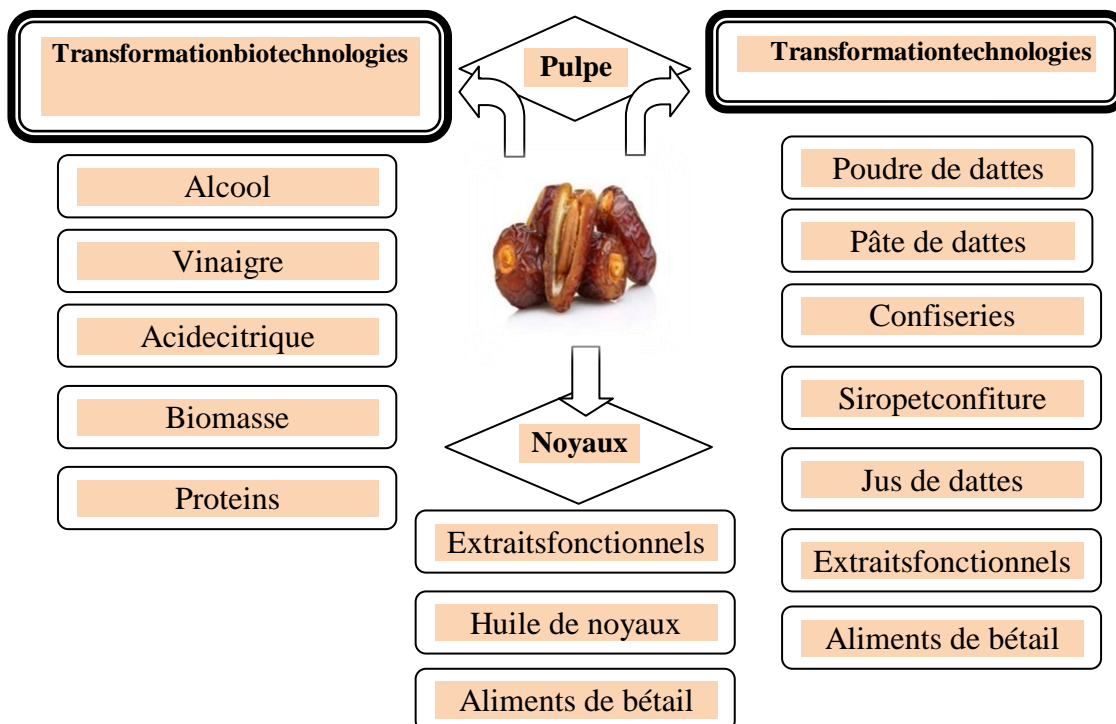 Transformationbiotechnologies
Pulpe
Transformationtechnologies
Alcool
Vinaigre
Acidecitrique
Biomasse
Proteins
Noyaux
Extraitsfonctionnels
Huile de noyaux
Aliments de bétail
Poudre de dattes
Pâte de dattes
Confiseries
Siropetconfiture
Jus de dattes
Extraitsfonctionnels
Aliments de bétail